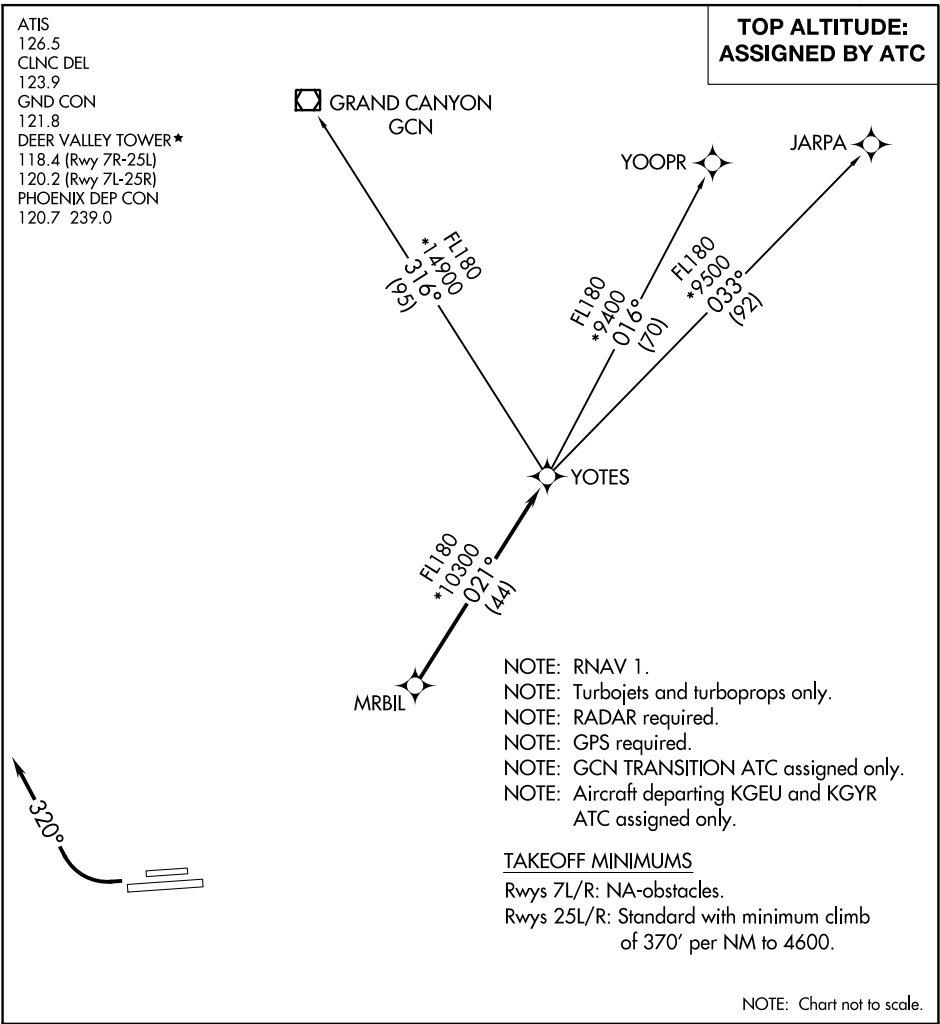 ATIS
126.5
CLNC DEL
123.9
GND CON
121.8
DEER VALLEY TOWER★
118.4 (Rwy 7R-25L)
120.2 (Rwy 7L-25R)
PHOENIX DEP CON
120.7 239.0
TOP ALTITUDE:
ASSIGNED BY ATC
GRAND CANYON
GCN
YOOPR
JARPA
FL180
*14900
316°
(95)
FL180
*9400
016°
(70)
FL180
*9500
033°
(92)
YOTES
FL180
*10300
021°
(44)
MRBIL
320°
NOTE: RNAV 1.
NOTE: Turbojets and turboprops only.
NOTE: RADAR required.
NOTE: GPS required.
NOTE: GCN TRANSITION ATC assigned only.
NOTE: Aircraft departing KGEU and KGYR
ATC assigned only.
TAKEOFF MINIMUMS
Rwys 7L/R: NA-obstacles.
Rwys 25L/R: Standard with minimum climb
of 370' per NM to 4600.
NOTE: Chart not to scale.